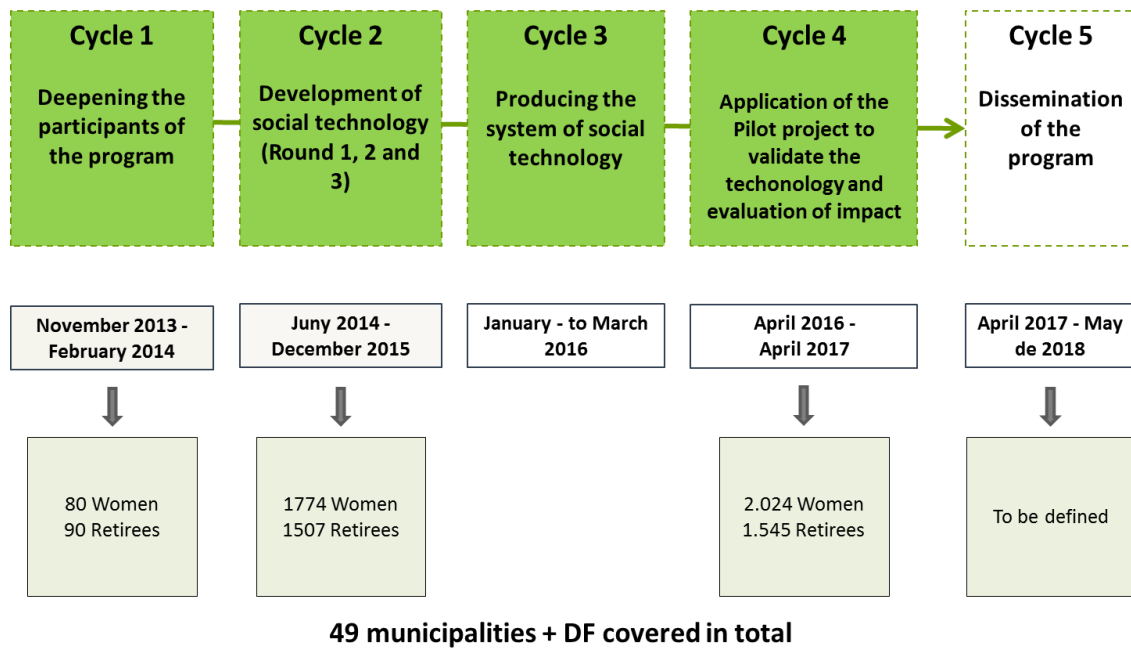 Cycle 1
Deepening the
participants of
the program
Cycle 2
Development of
social technology
(Round 1, 2 and
3)
Cycle 3
Producing the
system of social
technology
Cycle 4
Application of the
Pilot project to
validate the
techonology and
evaluation of impact
Cycle 5
Dissemination
of the
program
November 2013 -
February 2014
Juny 2014 -
December 2015
January - to March
2016
April 2016 -
April 2017
April 2017 - May
de 2018
80 Women
90 Retirees
1774 Women
1507 Retirees
2.024 Women
1.545 Retirees
To be defined
49 municipalities + DF covered in total